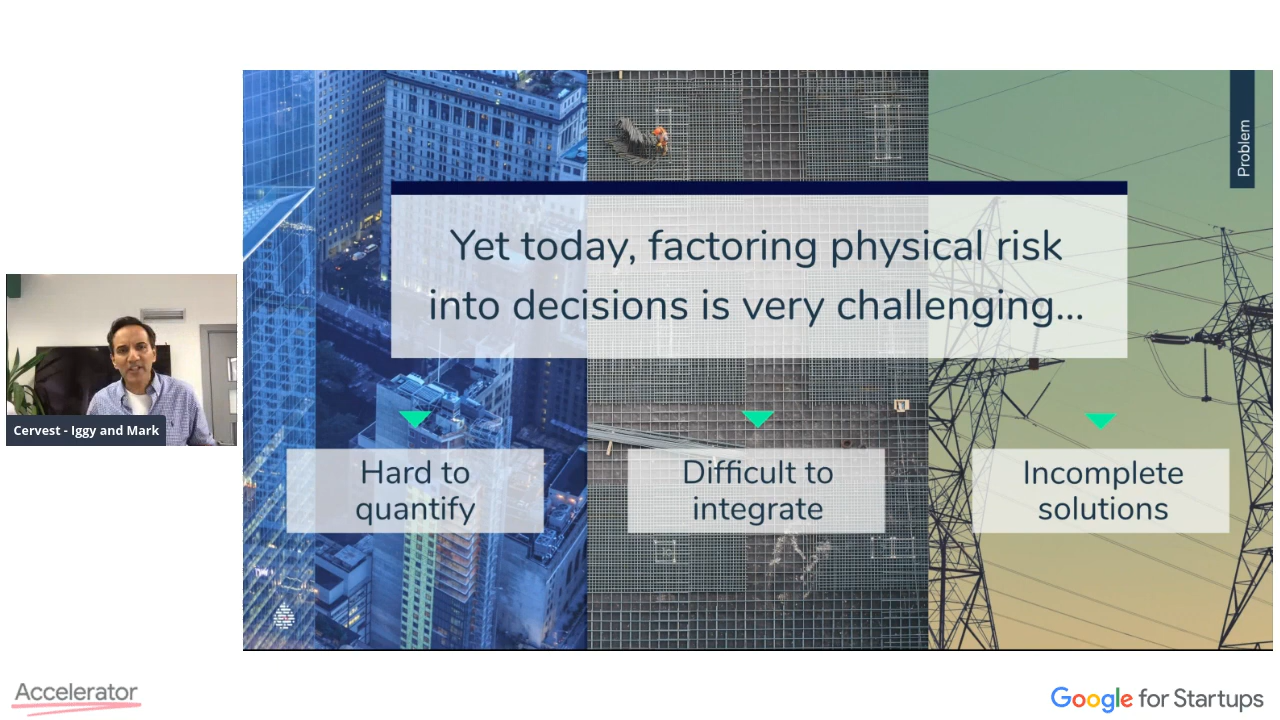 Problem
Yet today, factoring physical risk
into decisions is very challenging...
Hard to
quantify
Difficult to
integrate
Incomplete
solutions
Cervest - Iggy and Mark
Accelerator
Google for Startups